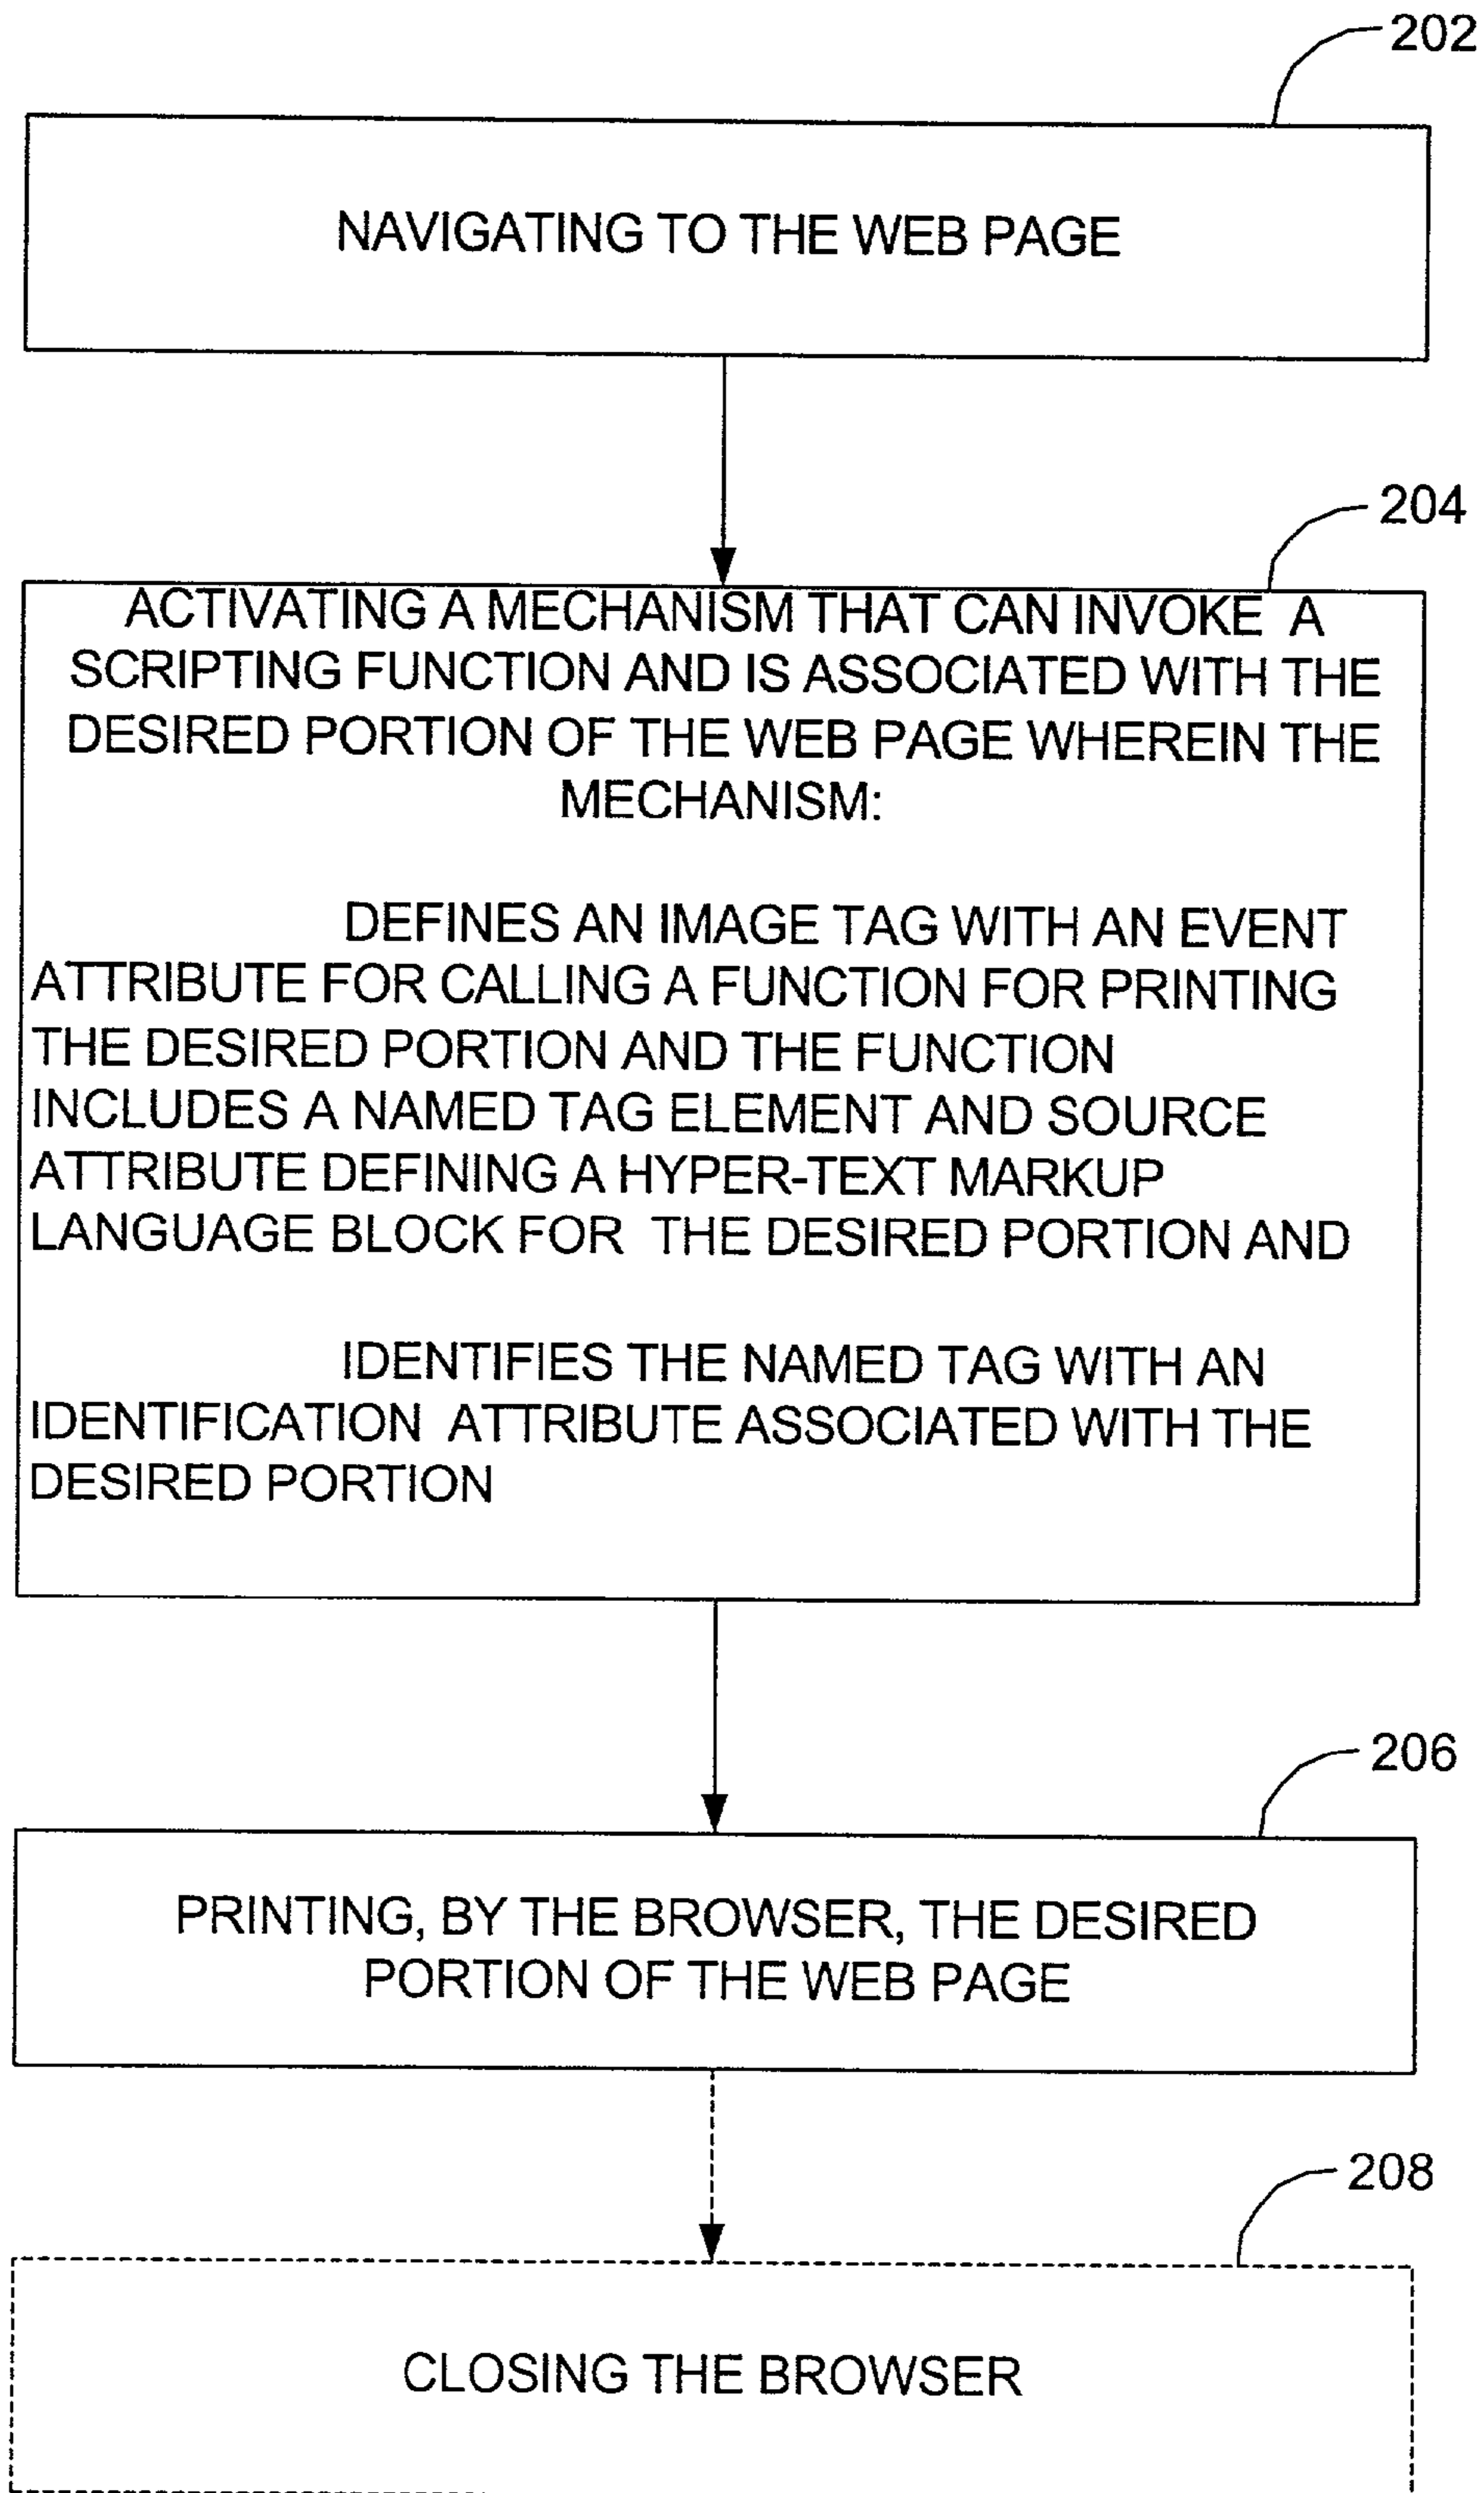 202
NAVIGATING TO THE WEB PAGE
204
ACTIVATING A MECHANISM THAT CAN INVOKE A
SCRIPTING FUNCTION AND IS ASSOCIATED WITH THE
DESIRED PORTION OF THE WEB PAGE WHEREIN THE
MECHANISM:
DEFINES AN IMAGE TAG WITH AN EVENT
ATTRIBUTE FOR CALLING A FUNCTION FOR PRINTING
THE DESIRED PORTION AND THE FUNCTION
INCLUDES A NAMED TAG ELEMENT AND SOURCE
ATTRIBUTE DEFINING A HYPER-TEXT MARKUP
LANGUAGE BLOCK FOR THE DESIRED PORTION AND
IDENTIFIES THE NAMED TAG WITH AN
IDENTIFICATION ATTRIBUTE ASSOCIATED WITH THE
DESIRED PORTION
206
PRINTING, BY THE BROWSER, THE DESIRED
PORTION OF THE WEB PAGE
208
CLOSING THE BROWSER